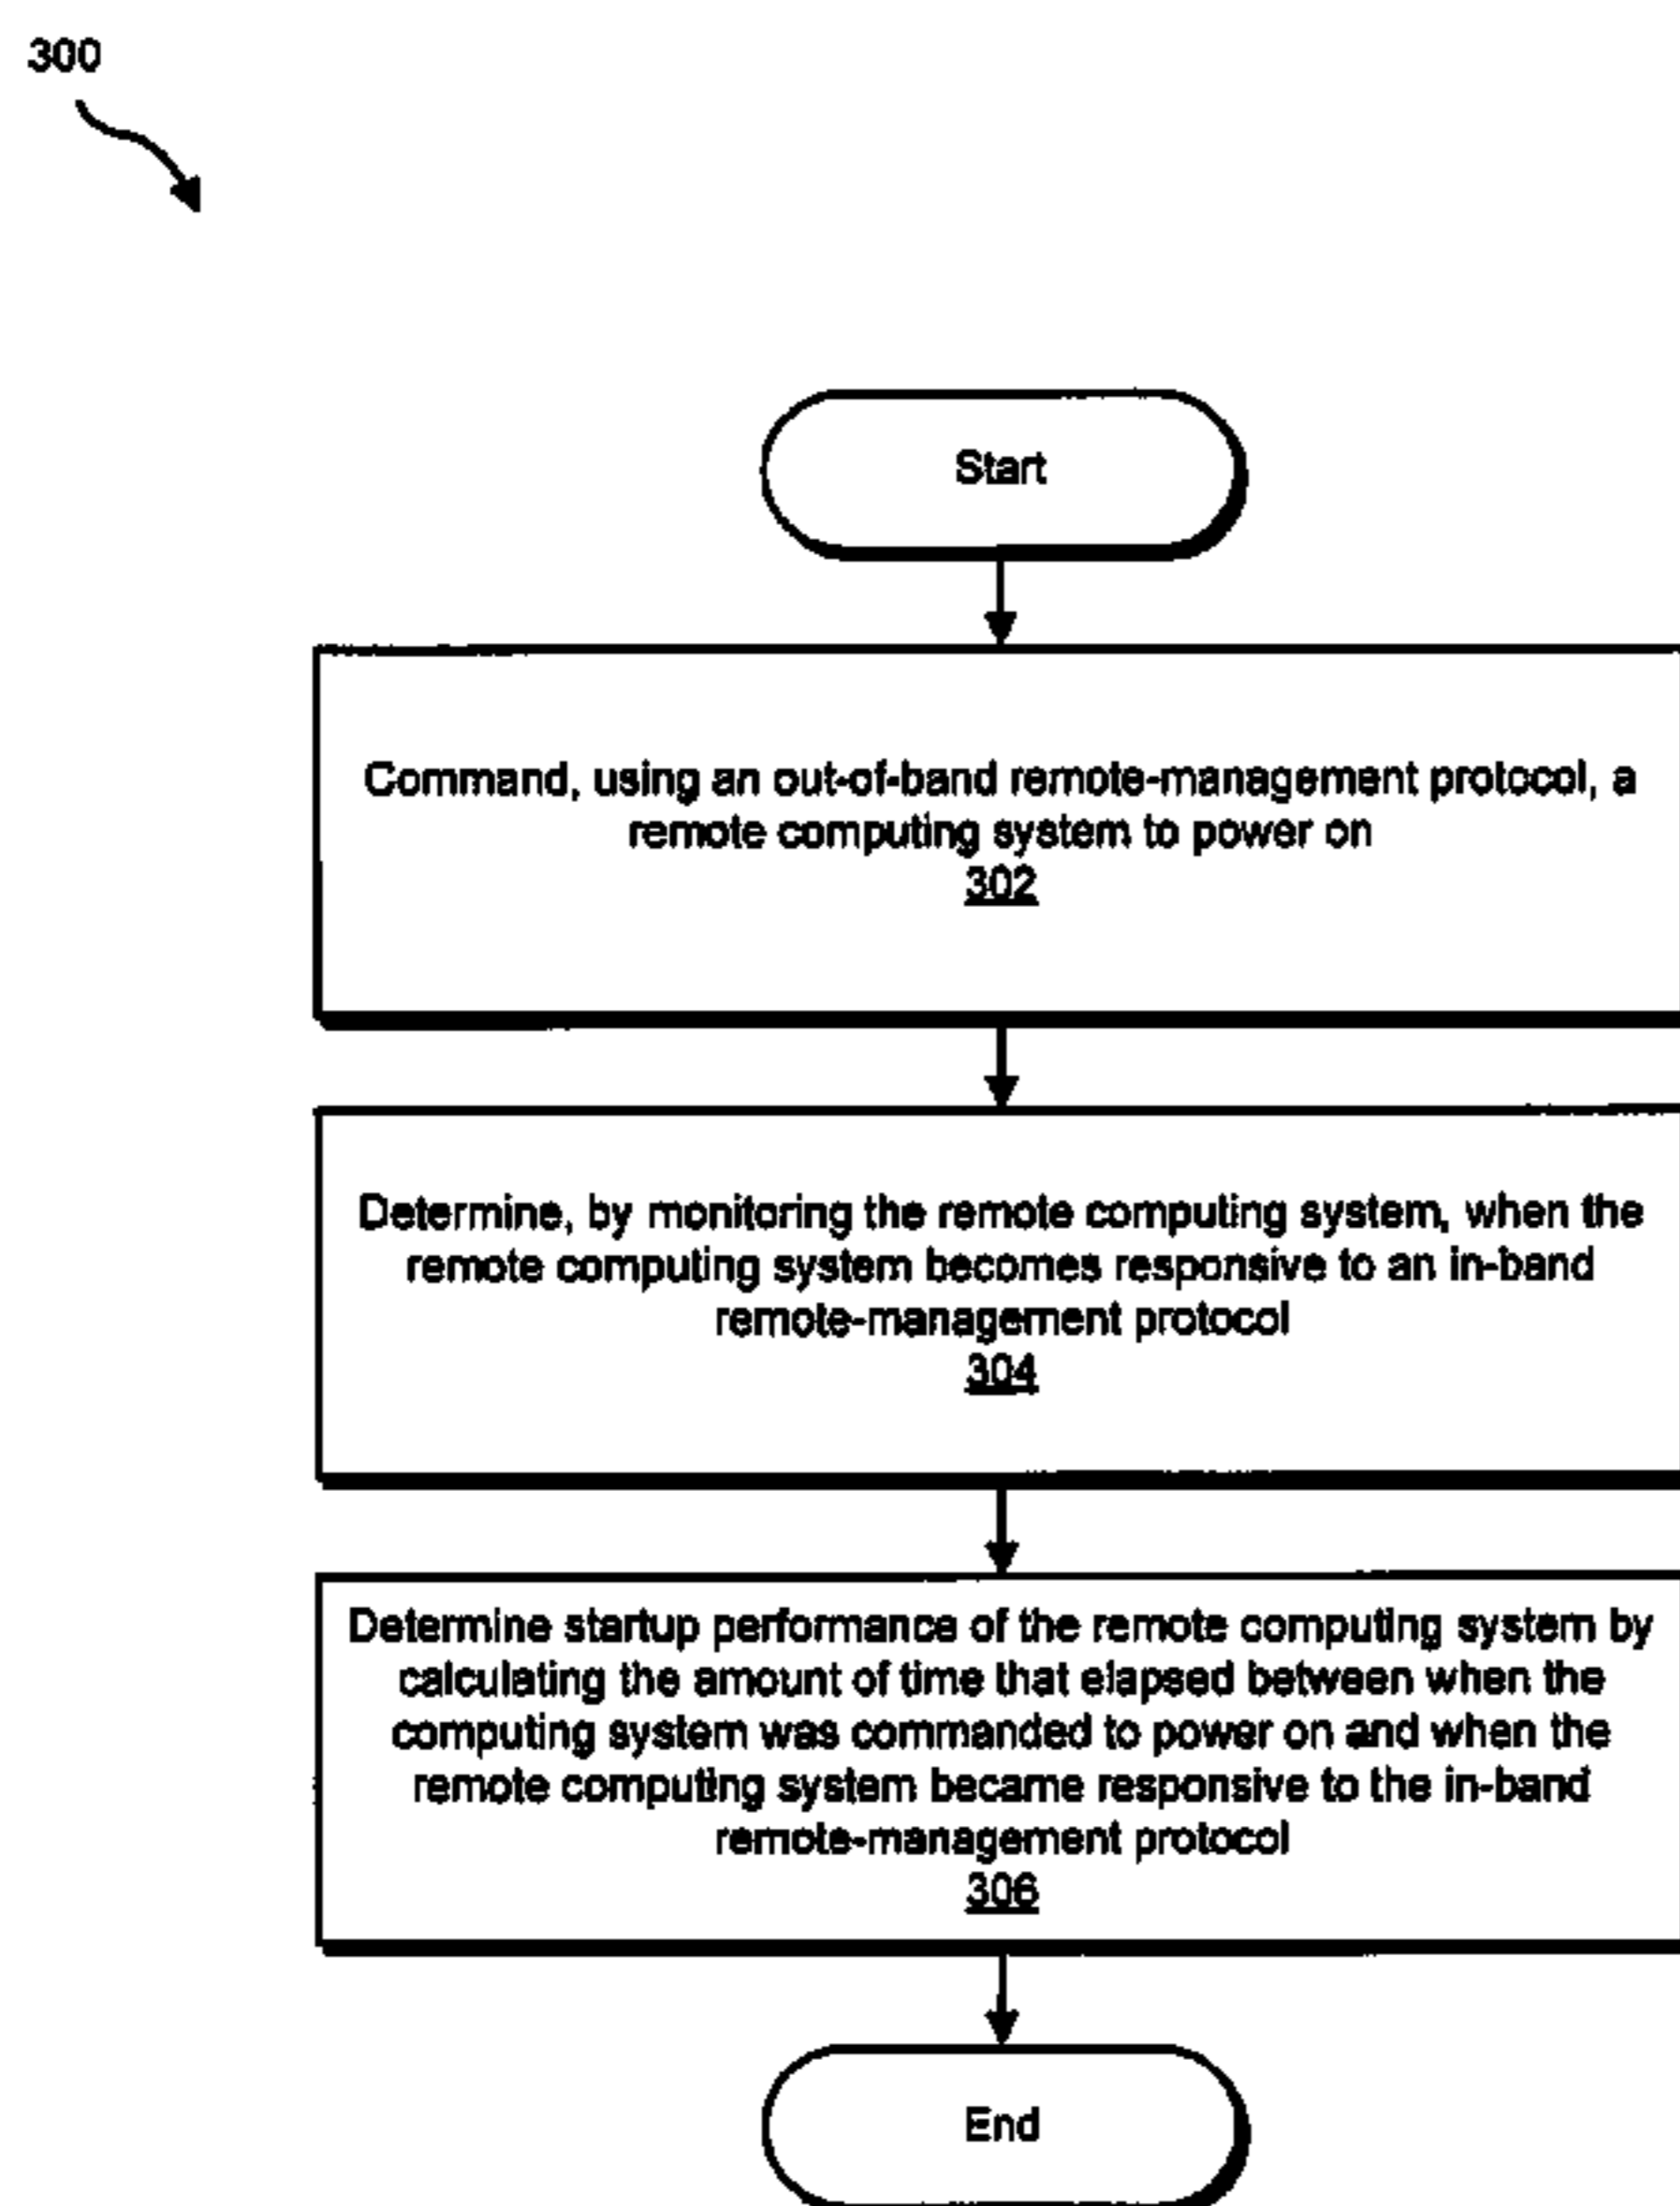 300
Start
Command, using an out-of-band remote-management protocol, a
remote computing system to power on
302
Determine, by monitoring the remote computing system, when the
remote computing system becomes responsive to an in-band
remote-management protocol
304
Determine startup performance of the remote computing system by
calculating the amount of time that elapsed between when the
computing system was commanded to power on and when the
remote computing system became responsive to the in-band
remote-management protocol
306
End